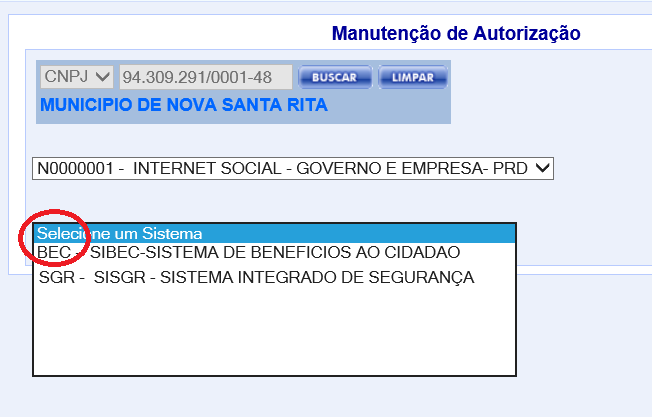 Manutenção de Autorização
CNPJ 94.309.291/0001-48 BUSCAR LIMPAR
MUNICIPIO DE NOVA SANTA RITA
N0000001 - INTERNET SOCIAL - GOVERNO E EMPRESA- PRD
Selecione um Sistema
BEC - SIBEC-SISTEMA DE BENEFICIOS AO CIDADAO
SGR - SISGR - SISTEMA INTEGRADO DE SEGURANÇA